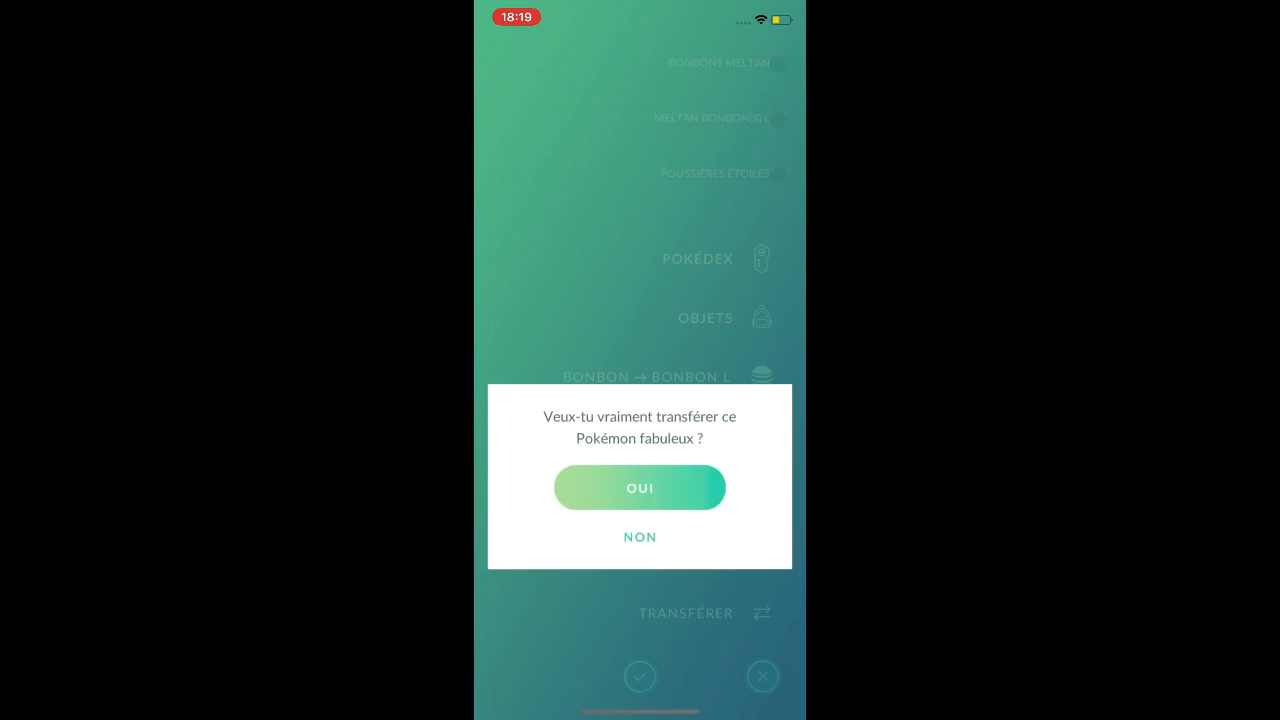 18:19
BONBONS MELTAN
MELTAN BONBON(S) L
POUSSIÈRES ÉTOILES
POKÉDEX
OBJETS
BONBON → BONBON L
Veux-tu vraiment transférer ce
Pokémon fabuleux ?
OUI
NON
TRANSFÉRER